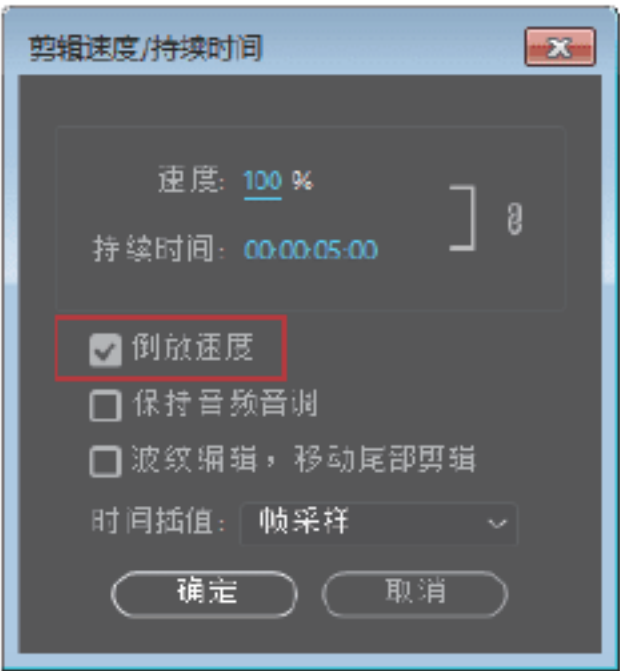 剪辑速度/持续时间
速度: 100 %
持续时间: 00:00:05:00
倒放速度
保持音频音调
波纹编辑，移动尾部剪辑
时间插值: 帧采样
确定 取消